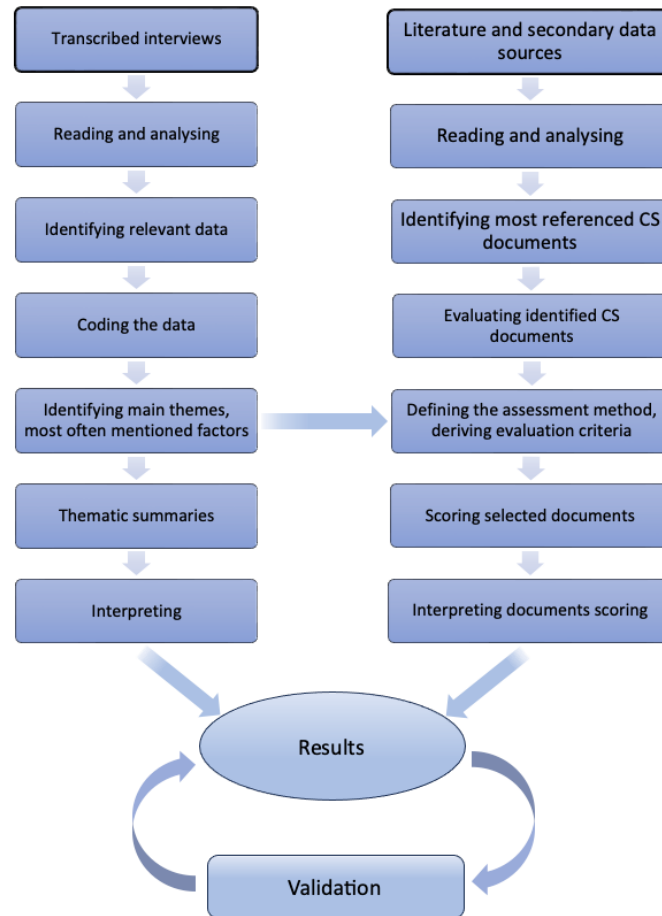 Transcribed interviews
Reading and analysing
Identifying relevant data
Coding the data
Identifying main themes,
most often mentioned factors
Thematic summaries
Interpreting
Literature and secondary data
sources
Reading and analysing
Identifying most referenced CS
documents
Evaluating identified CS
documents
Defining the assessment method,
deriving evaluation criteria
Scoring selected documents
Interpreting documents scoring
Results
Validation